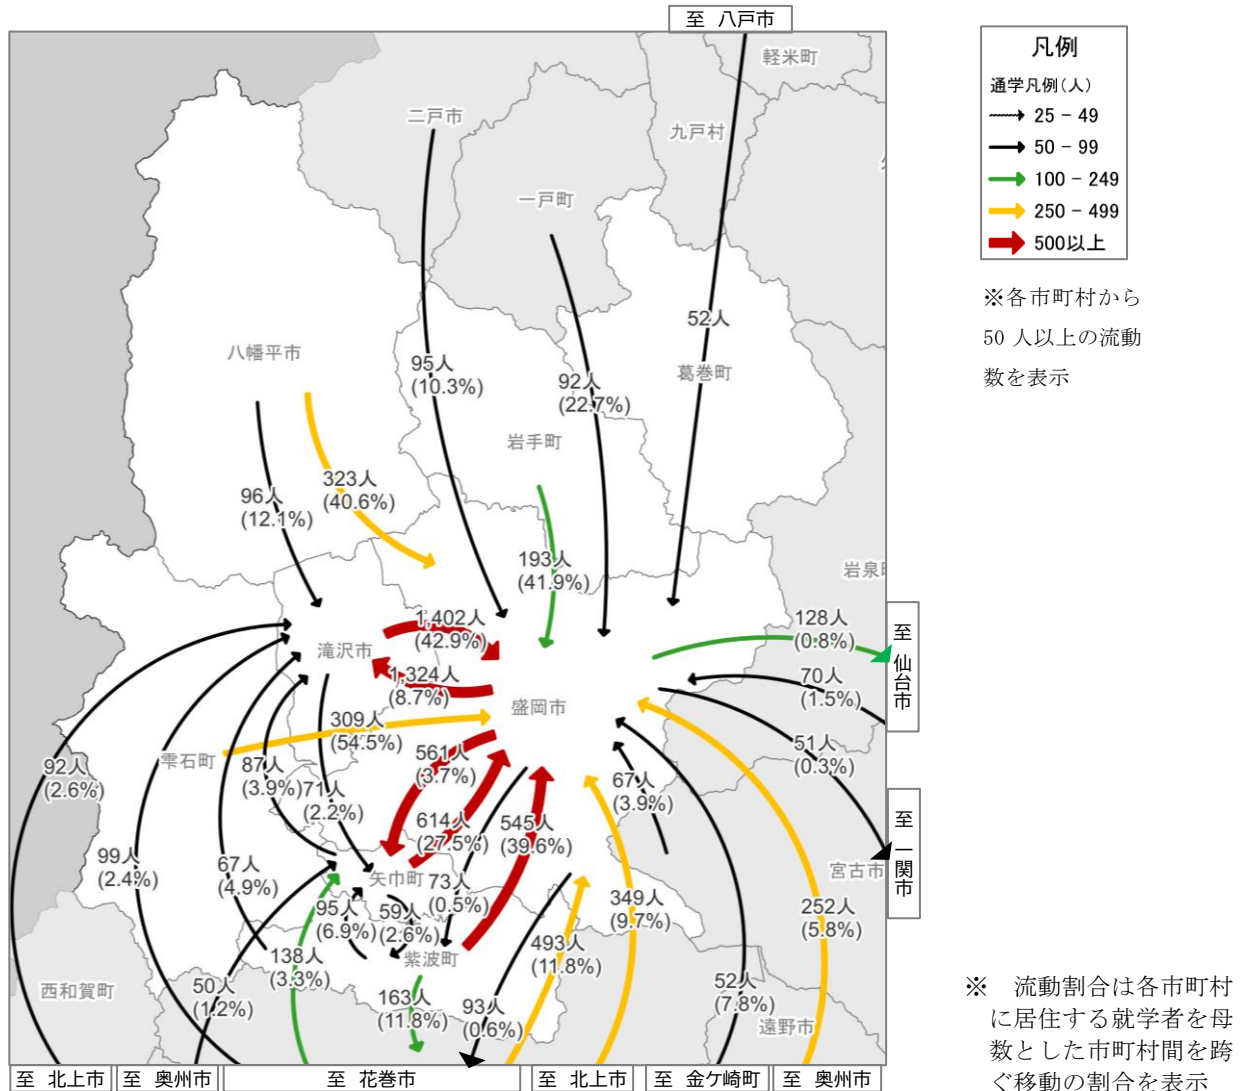 至 八戸市
軽米町
二戸市
九戸村
一戸町
52人
八幡平市
95人
(10.3%)
92人
(22.7%)
葛巻町
岩手町
323人
(40.6%)
96人
(12.1%)
193人
(41.9%)
岩泉
1,402人
(42.9%)
滝沢市
1,324人
(8.7%)
盛岡市
128人
(0.8%)
至 仙台市
70人
(1.5%)
309人
(54.5%)
雫石町
51人
(0.3%)
561人
(3.7%)
92人
(2.6%)
87人
(3.9%)
71人
(2.2%)
67人
(3.9%)
614人
(27.5%)
545人
(39.6%)
至 一関市
99人
(2.4%)
67人
(4.9%)
矢巾町
73人
(0.5%)
宮古市
349人
(9.7%)
252人
(5.8%)
95人
(6.9%)
59人
(2.6%)
493人
(11.8%)
138人
(3.3%)
紫波町
西和賀町
50人
(1.2%)
163人
(11.8%)
93人
(0.6%)
52人
(7.8%)
遠野市
至 北上市
至 奥州市
至 花巻市
至 北上市
至 金ケ崎町
至 奥州市
凡例
通学凡例(人)
25 - 49
50 - 99
100 - 249
250 - 499
500以上
※各市町村から
50 人以上の流動
数を表示
※ 流動割合は各市町村
に居住する就学者を母
数とした市町村間を跨
ぐ移動の割合を表示